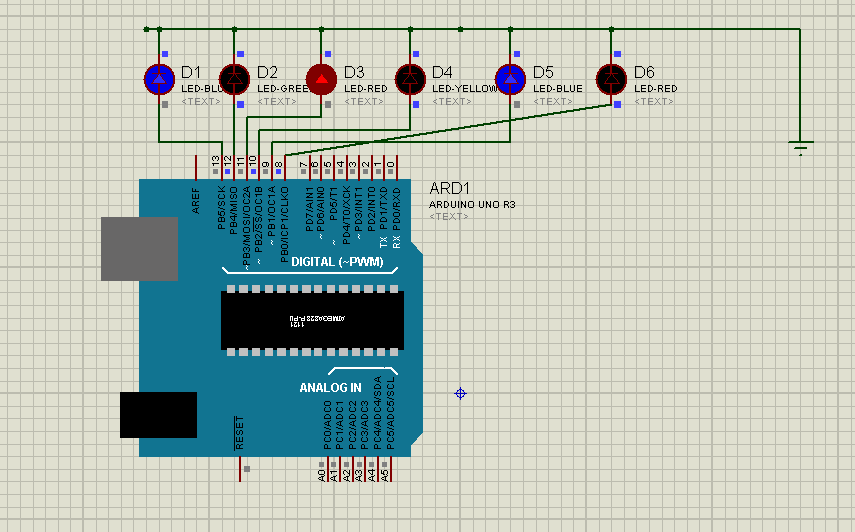 D1
LED-BLU
<TEXT>
D2
LED-GREE
<TEXT>
D3
LED-RED
<TEXT>
D4
LED-YELLOW
<TEXT>
D5
LED-BLUE
<TEXT>
D6
LED-RED
<TEXT>
13
12
11
10
9
8
7
6
5
4
3
2
1
0
AREF
PB5/SCK
PB4/MISO
~PB3/MOSI/OC2A
~ PB2/SS/OC1B
~ PB1/OC1A
PB0/ICP1/CLKO
PD7/AIN1
~ PD6/AIN0
~ PD5/T1
PD4/T0/XCK
~ PD3/INT1
PD2/INT0
TX PD1/TXD
RX PD0/RXD
ARD1
ARDUINO UNO R3
<TEXT>
DIGITAL (~PWM)
ATMEGA328P-PU
1121
ANALOG IN
RESET
PC0/ADC0
PC1/ADC1
PC2/ADC2
PC3/ADC3
PC4/ADC4/SDA
PC5/ADC5/SCL
A0
A1
A2
A3
A4
A5